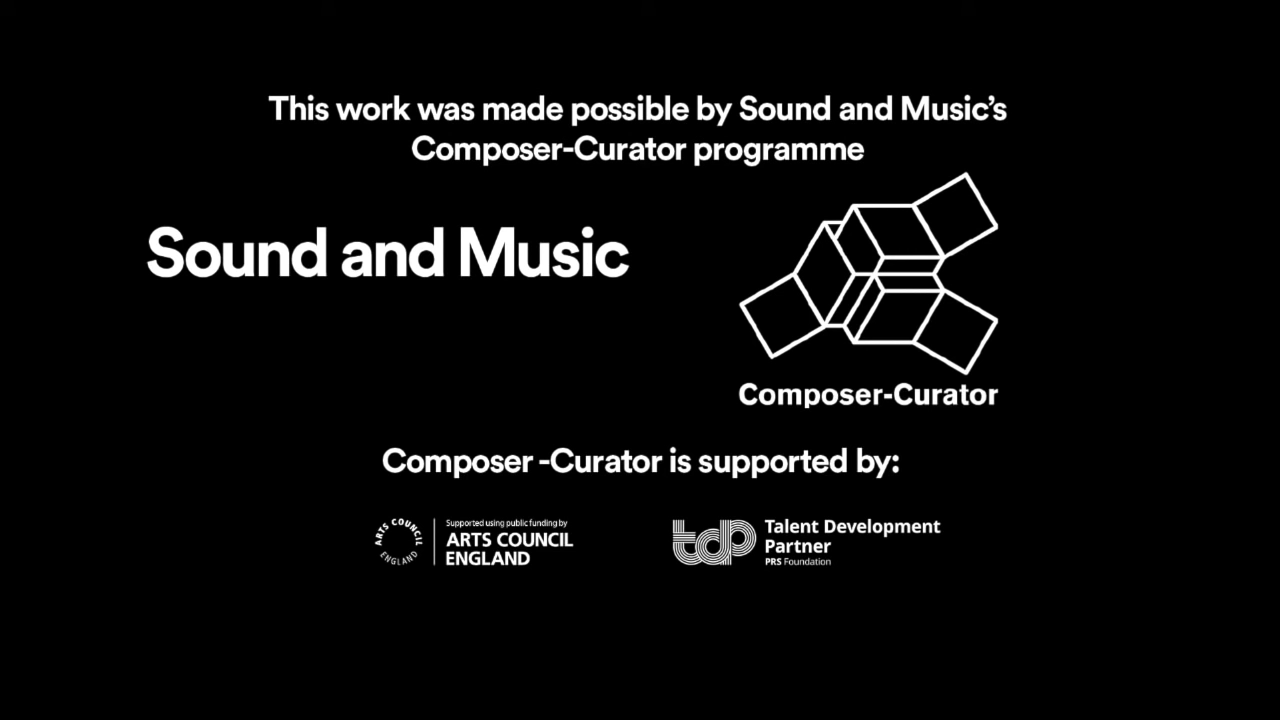 This work was made possible by Sound and Music’s
Composer-Curator programme
Sound and Music
Composer-Curator
Composer -Curator is supported by:
ARTS COUNCIL
ENGLAND
Supported using public funding by
ARTS COUNCIL
ENGLAND
tdp
Talent Development
Partner
PRS Foundation